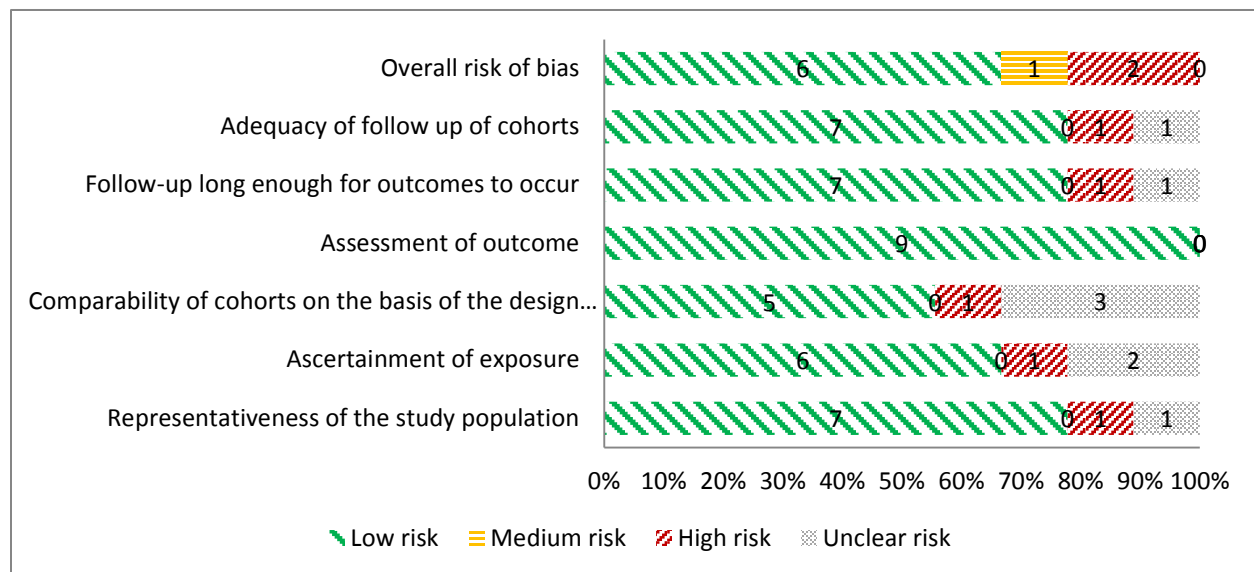 Overall risk of bias
6 1 2 0
Adequacy of follow up of cohorts
7 0 1 1
Follow-up long enough for outcomes to occur
7 0 1 1
Assessment of outcome
9 0
Comparability of cohorts on the basis of the design…
5 0 1 3
Ascertainment of exposure
6 0 1 2
Representativeness of the study population
7 0 1 1
0% 10% 20% 30% 40% 50% 60% 70% 80% 90% 100%
Low risk Medium risk High risk Unclear risk